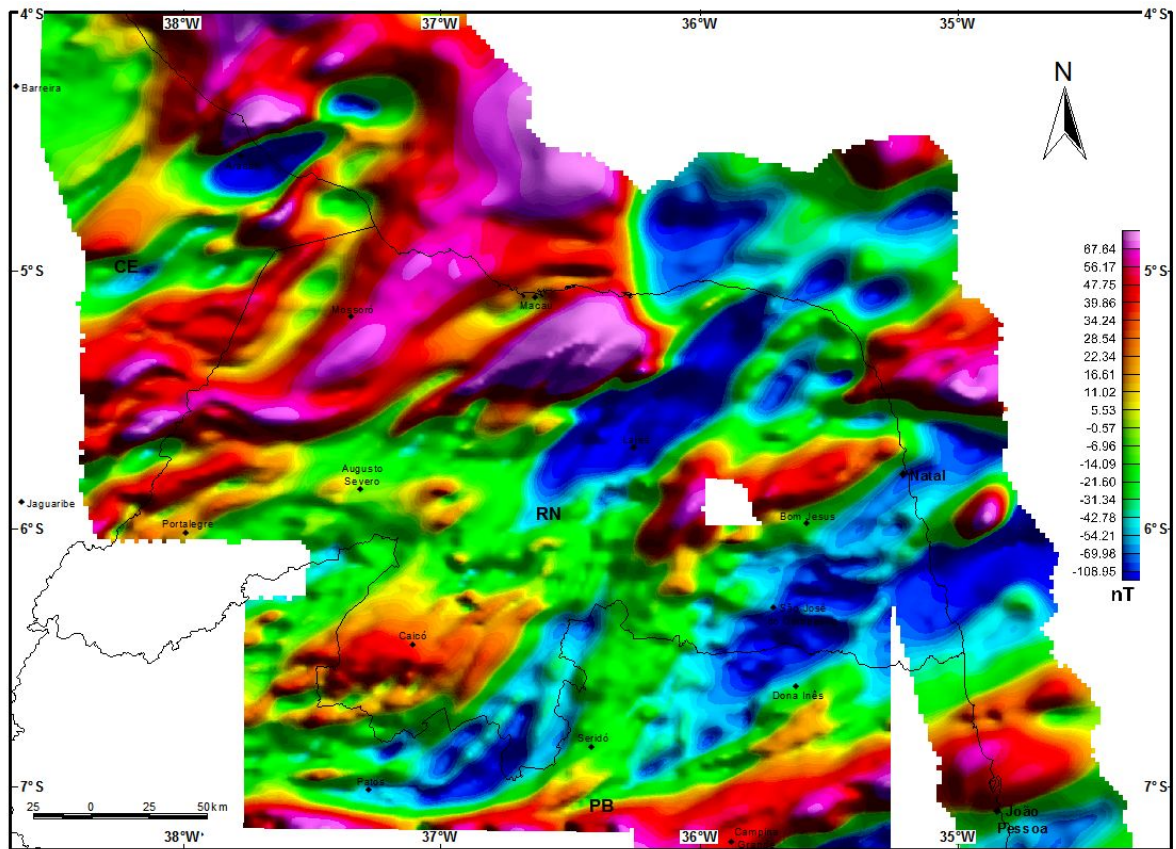 4°S
38°W
37°W
36°W
35°W
4°S
N
Barreira
CE
5°S
5°S
Mossoró
Macau
67.64
56.17
47.75
39.86
34.24
28.54
22.34
16.61
11.02
5.53
-0.57
-6.96
-14.09
-21.60
-31.34
-42.78
-54.21
-69.98
-108.95
nT
Augusto
Severo
Natal
Jaguaribe
RN
Portalegre
Bom Jesus
6°S
6°S
São José
Caicó
Dona Inês
Seridó
Patos
7°S
7°S
PB
25 0 25 50 km
João
Pessoa
Campina
38°W
37°W
36°W
35°W